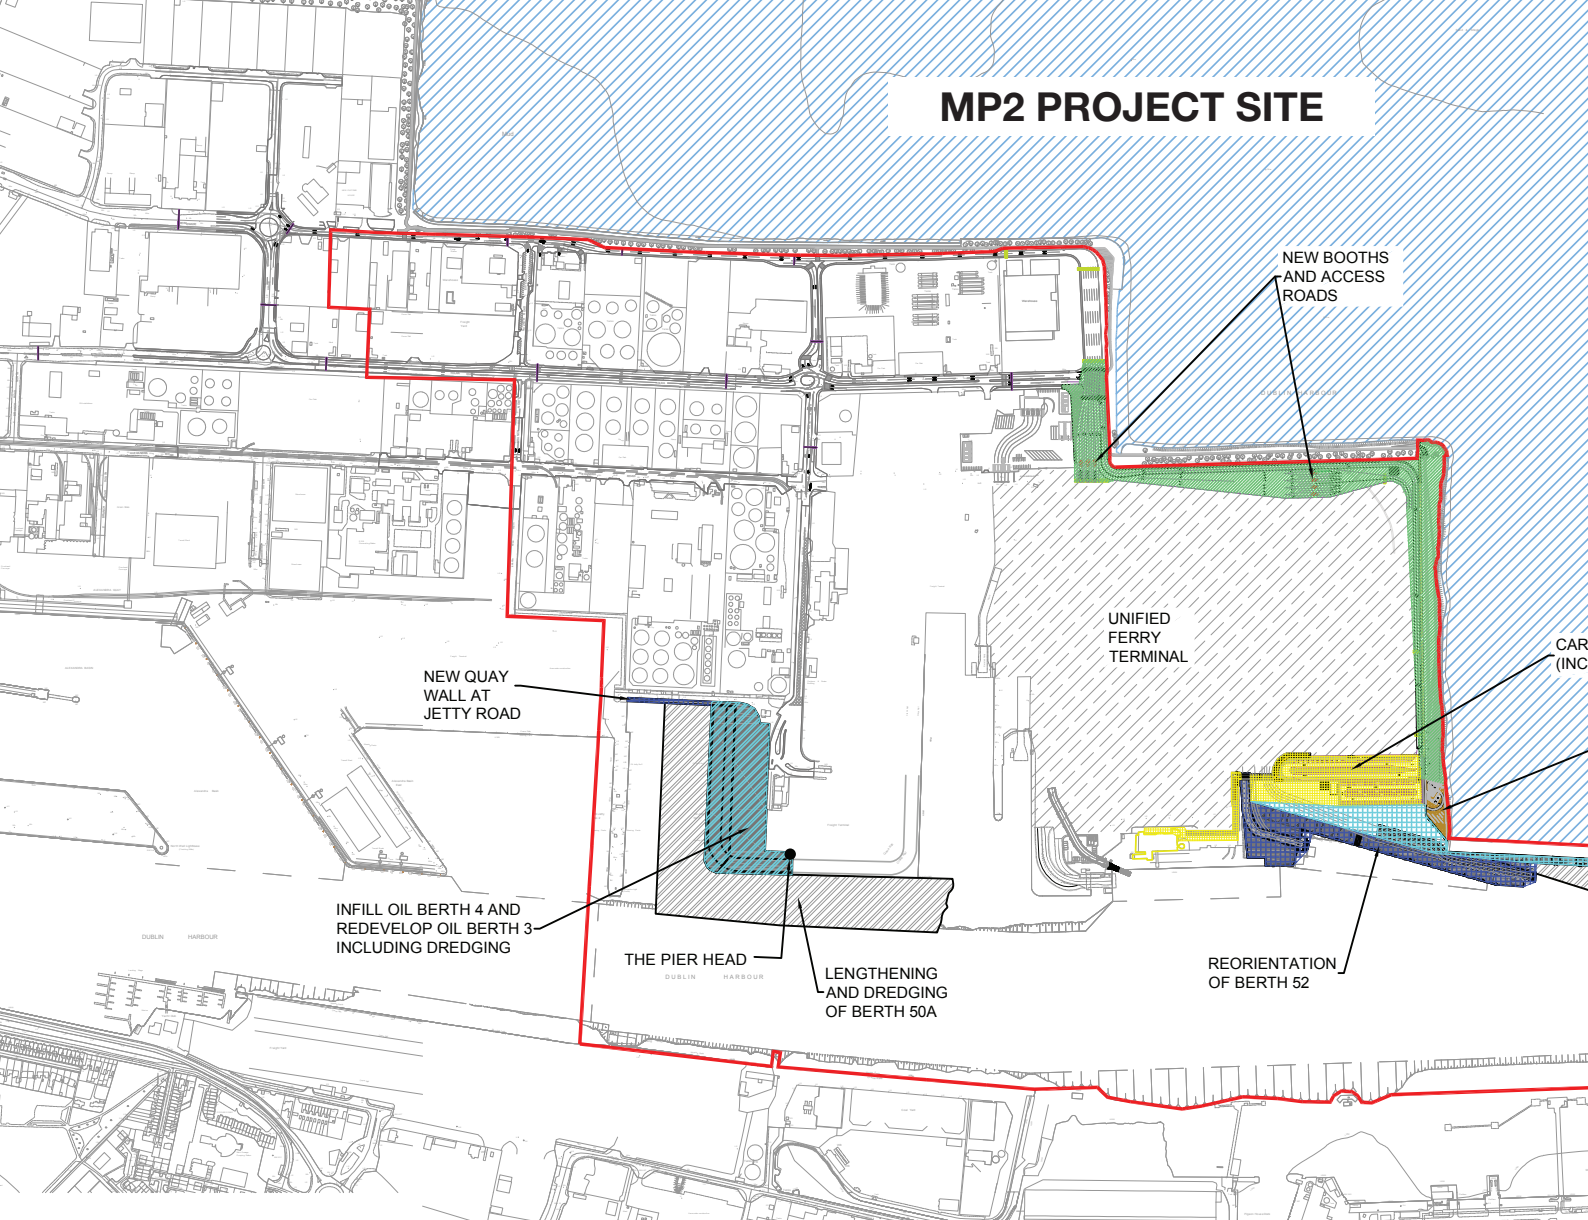 MP2 PROJECT SITE
NEW BOOTHS
AND ACCESS
ROADS
DUBLIN HARBOUR
UNIFIED
FERRY
TERMINAL
CAR
(INC
NEW QUAY
WALL AT
JETTY ROAD
INFILL OIL BERTH 4 AND
REDEVELOP OIL BERTH 3
INCLUDING DREDGING
DUBLIN HARBOUR
THE PIER HEAD
DUBLIN HARBOUR
LENGTHENING
AND DREDGING
OF BERTH 50A
REORIENTATION
OF BERTH 52